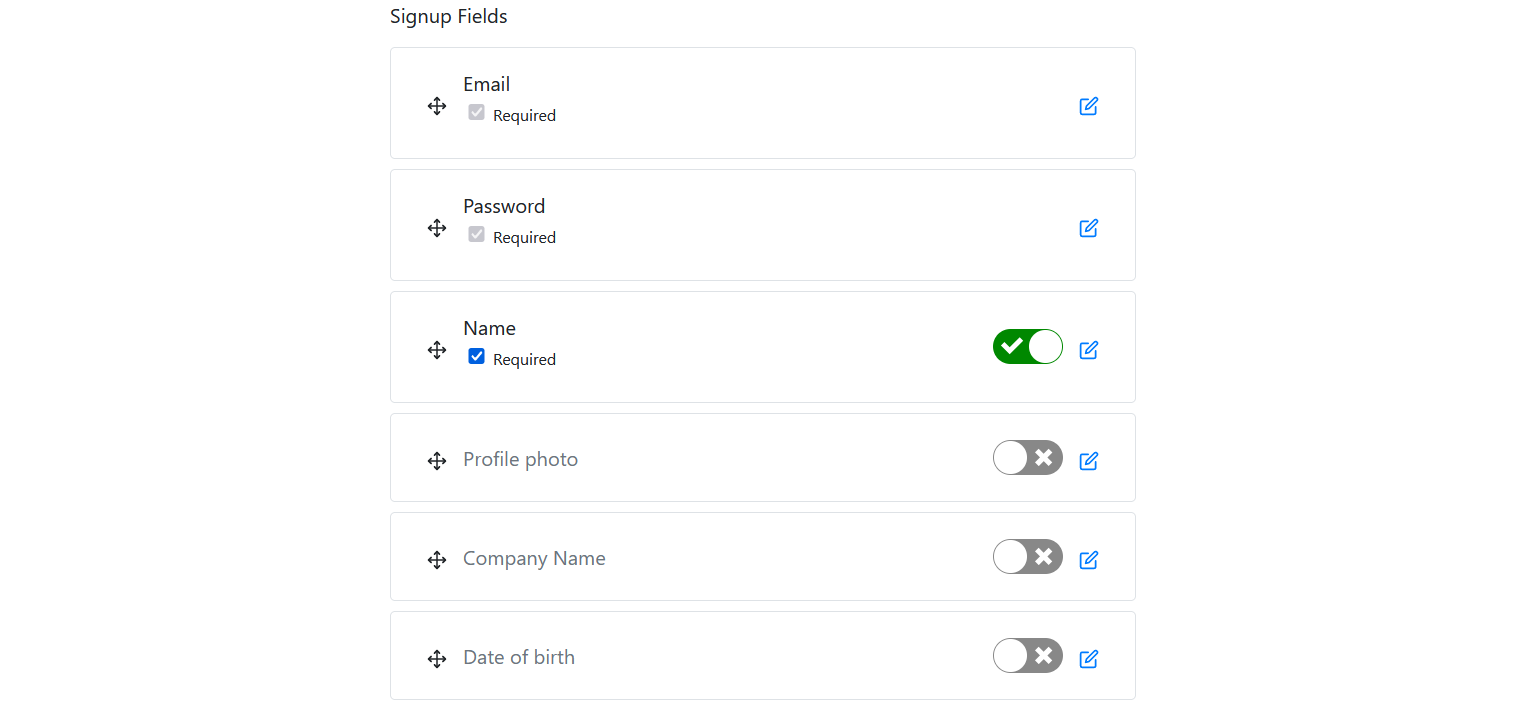 Signup Fields
Email
Required
Password
Required
Name
Required
Profile photo
Company Name
Date of birth